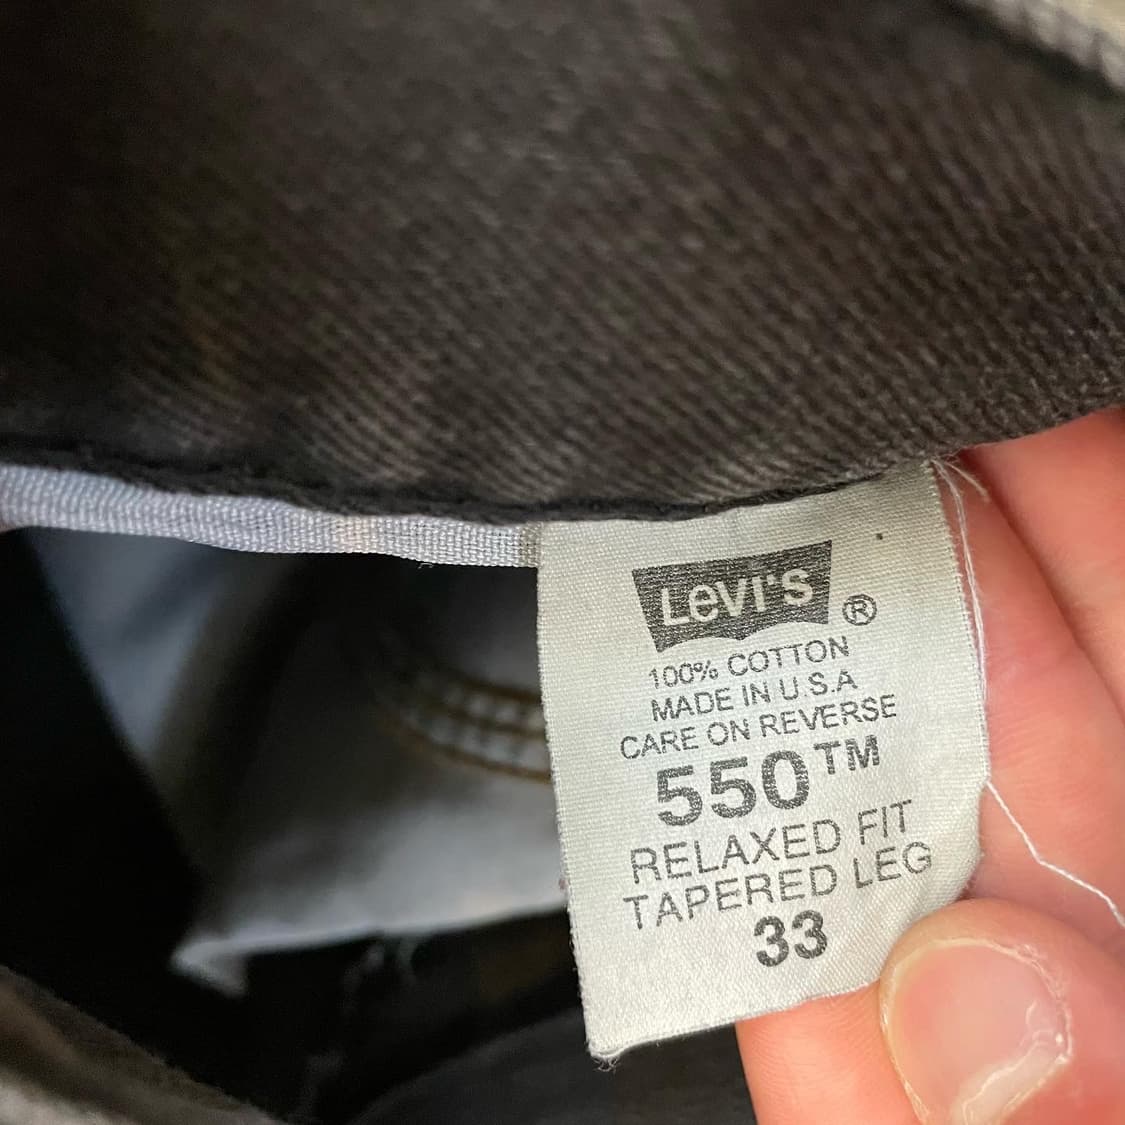 Levi's ®
100% COTTON
MADE IN U.S.A
CARE ON REVERSE
550™
RELAXED FIT
TAPERED LEG
33